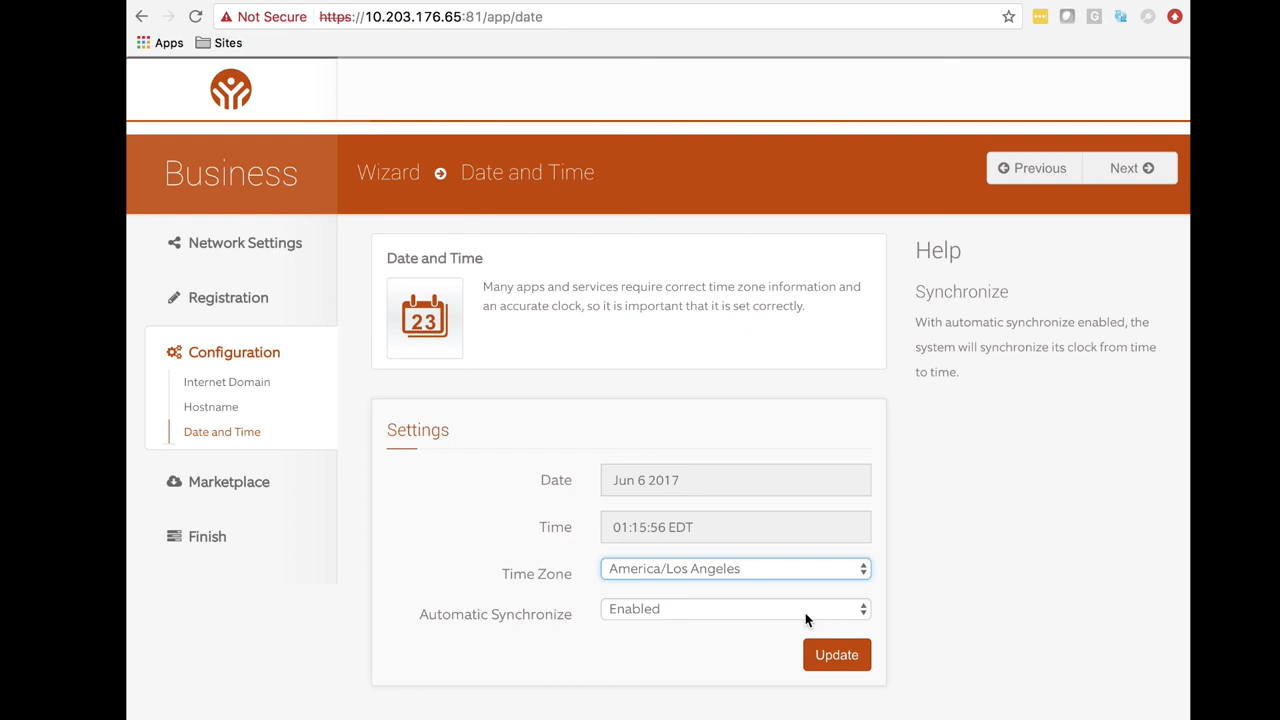 Not Secure https://10.203.176.65:81/app/date
Apps Sites
Business
Wizard Date and Time
Previous Next
Network Settings
Registration
Configuration
Internet Domain
Hostname
Date and Time
Marketplace
Finish
Date and Time
23
Many apps and services require correct time zone information and
an accurate clock, so it is important that it is set correctly.
Settings
Date Jun 6 2017
Time 01:15:56 EDT
Time Zone America/Los Angeles
Automatic Synchronize Enabled
Update
Help
Synchronize
With automatic synchronize enabled, the
system will synchronize its clock from time
to time.